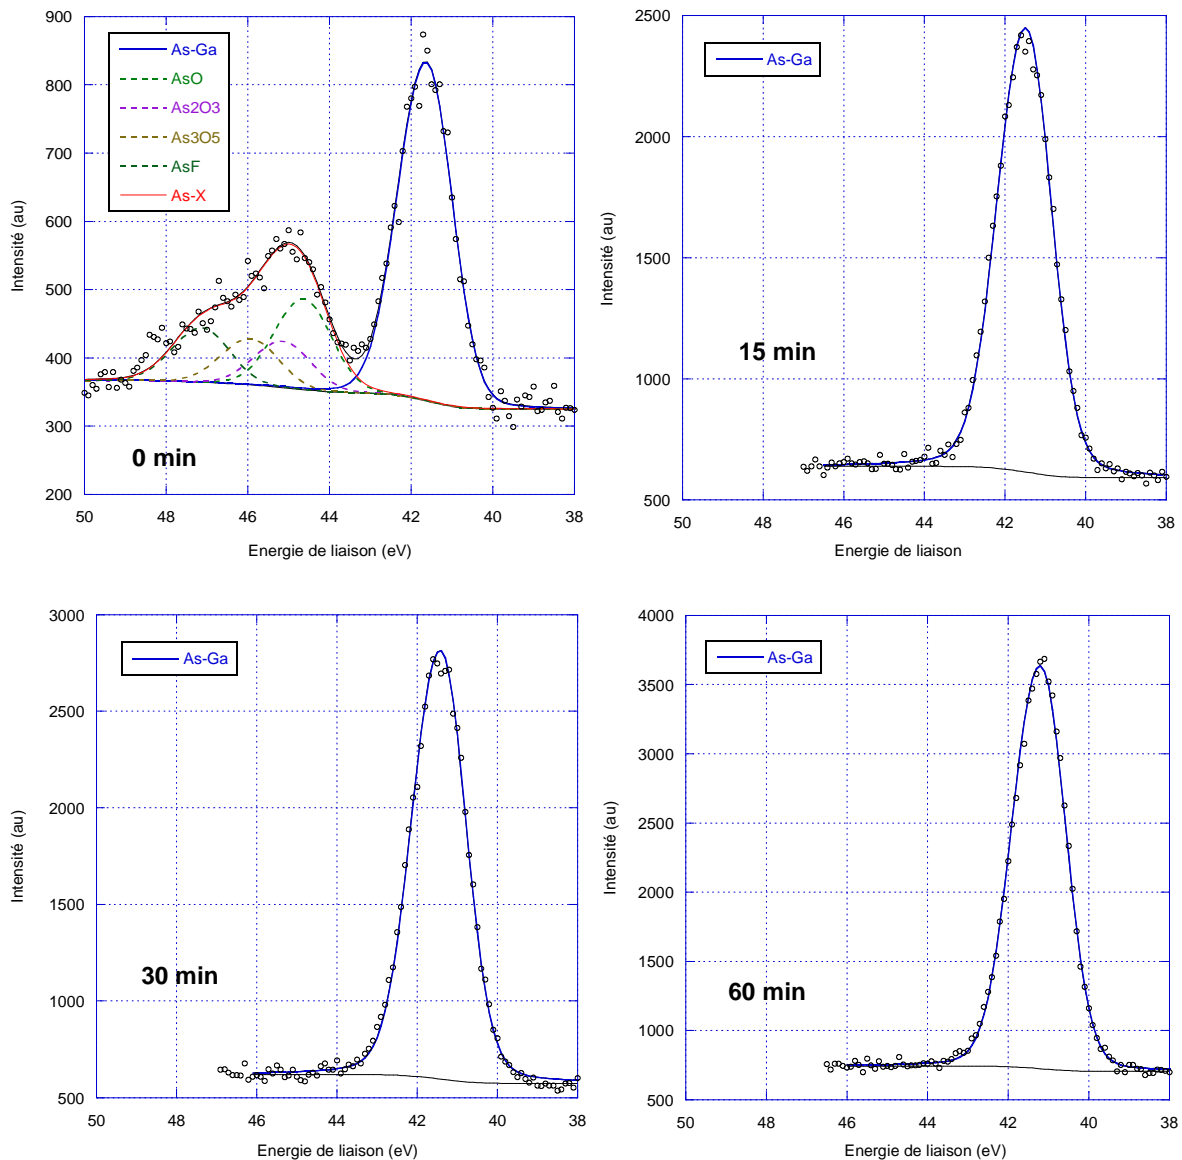 900
800
700
600
500
400
300
200
Intensité (au)
As-Ga
AsO
As2O3
As3O5
AsF
As-X
0 min
50 48 46 44 42 40 38
Energie de liaison (eV)
2500
2000
1500
1000
500
Intensité (au)
As-Ga
15 min
50 48 46 44 42 40 38
Energie de liaison
3000
2500
2000
1500
1000
500
Intensité (au)
As-Ga
30 min
50 48 46 44 42 40 38
Energie de liaison (eV)
4000
3500
3000
2500
2000
1500
1000
500
Intensité (au)
As-Ga
60 min
50 48 46 44 42 40 38
Energie de liaison (eV)